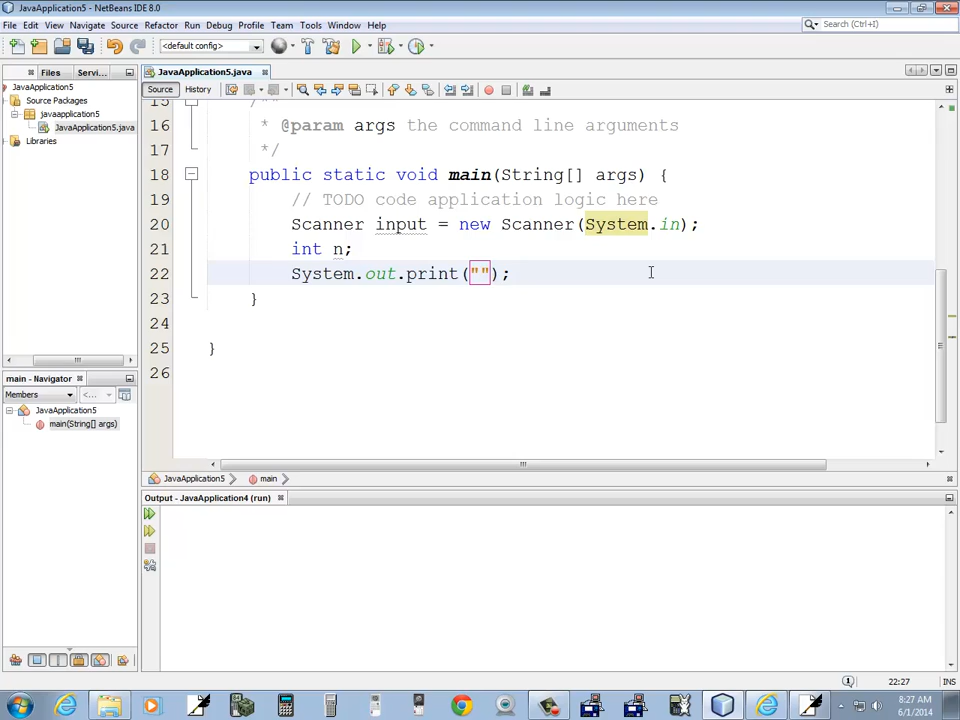 JavaApplication5 - NetBeans IDE 8.0
File Edit View Navigate Source Refactor Run Debug Profile Team Tools Window Help
<default config>
Search (Ctrl+I)
Files Servi...
JavaApplication5.java
JavaApplication5
Source Packages
javaapplication5
JavaApplication5.java
Libraries
Source History
15 /**
16 * @param args the command line arguments
17 */
18 public static void main(String[] args) {
19 // TODO code application logic here
20 Scanner input = new Scanner(System.in);
21 int n;
22 System.out.print("");
23 }
24
25 }
26
main - Navigator
Members <...
JavaApplication5
main(String[] args)
JavaApplication5 main
Output - JavaApplication4 (run)
1 22:27 INS
8:27 AM
6/1/2014